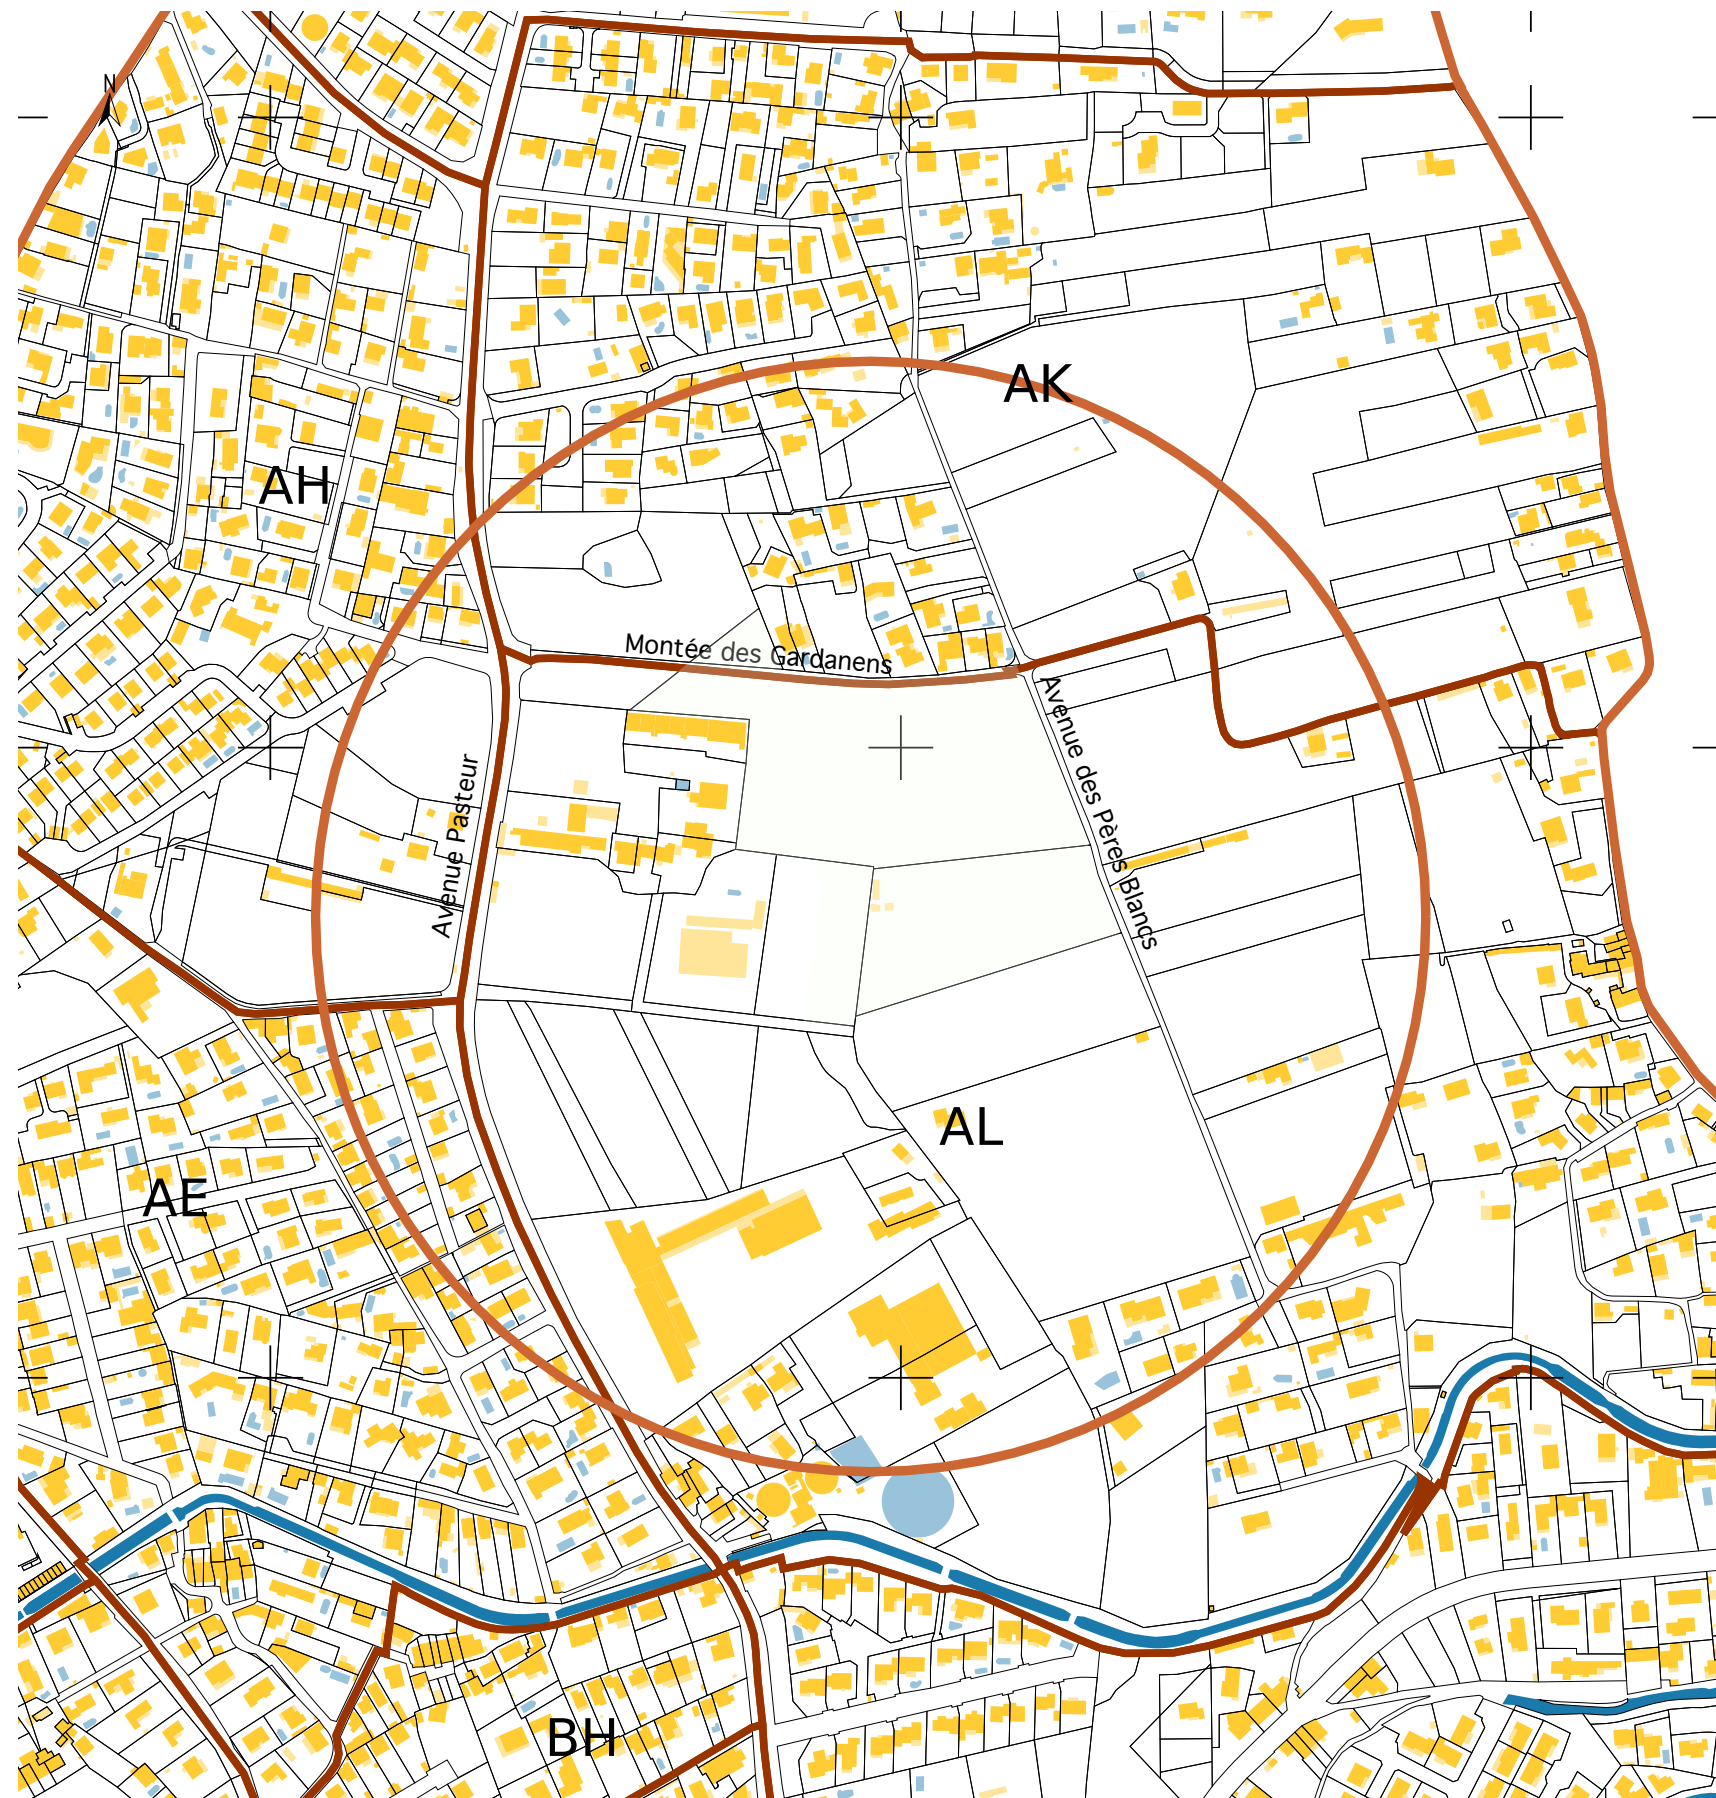 N
AK
AH
Montée des Gardanens
Avenue des Pères Blancs
Avenue Pasteur
AL
AE
BH